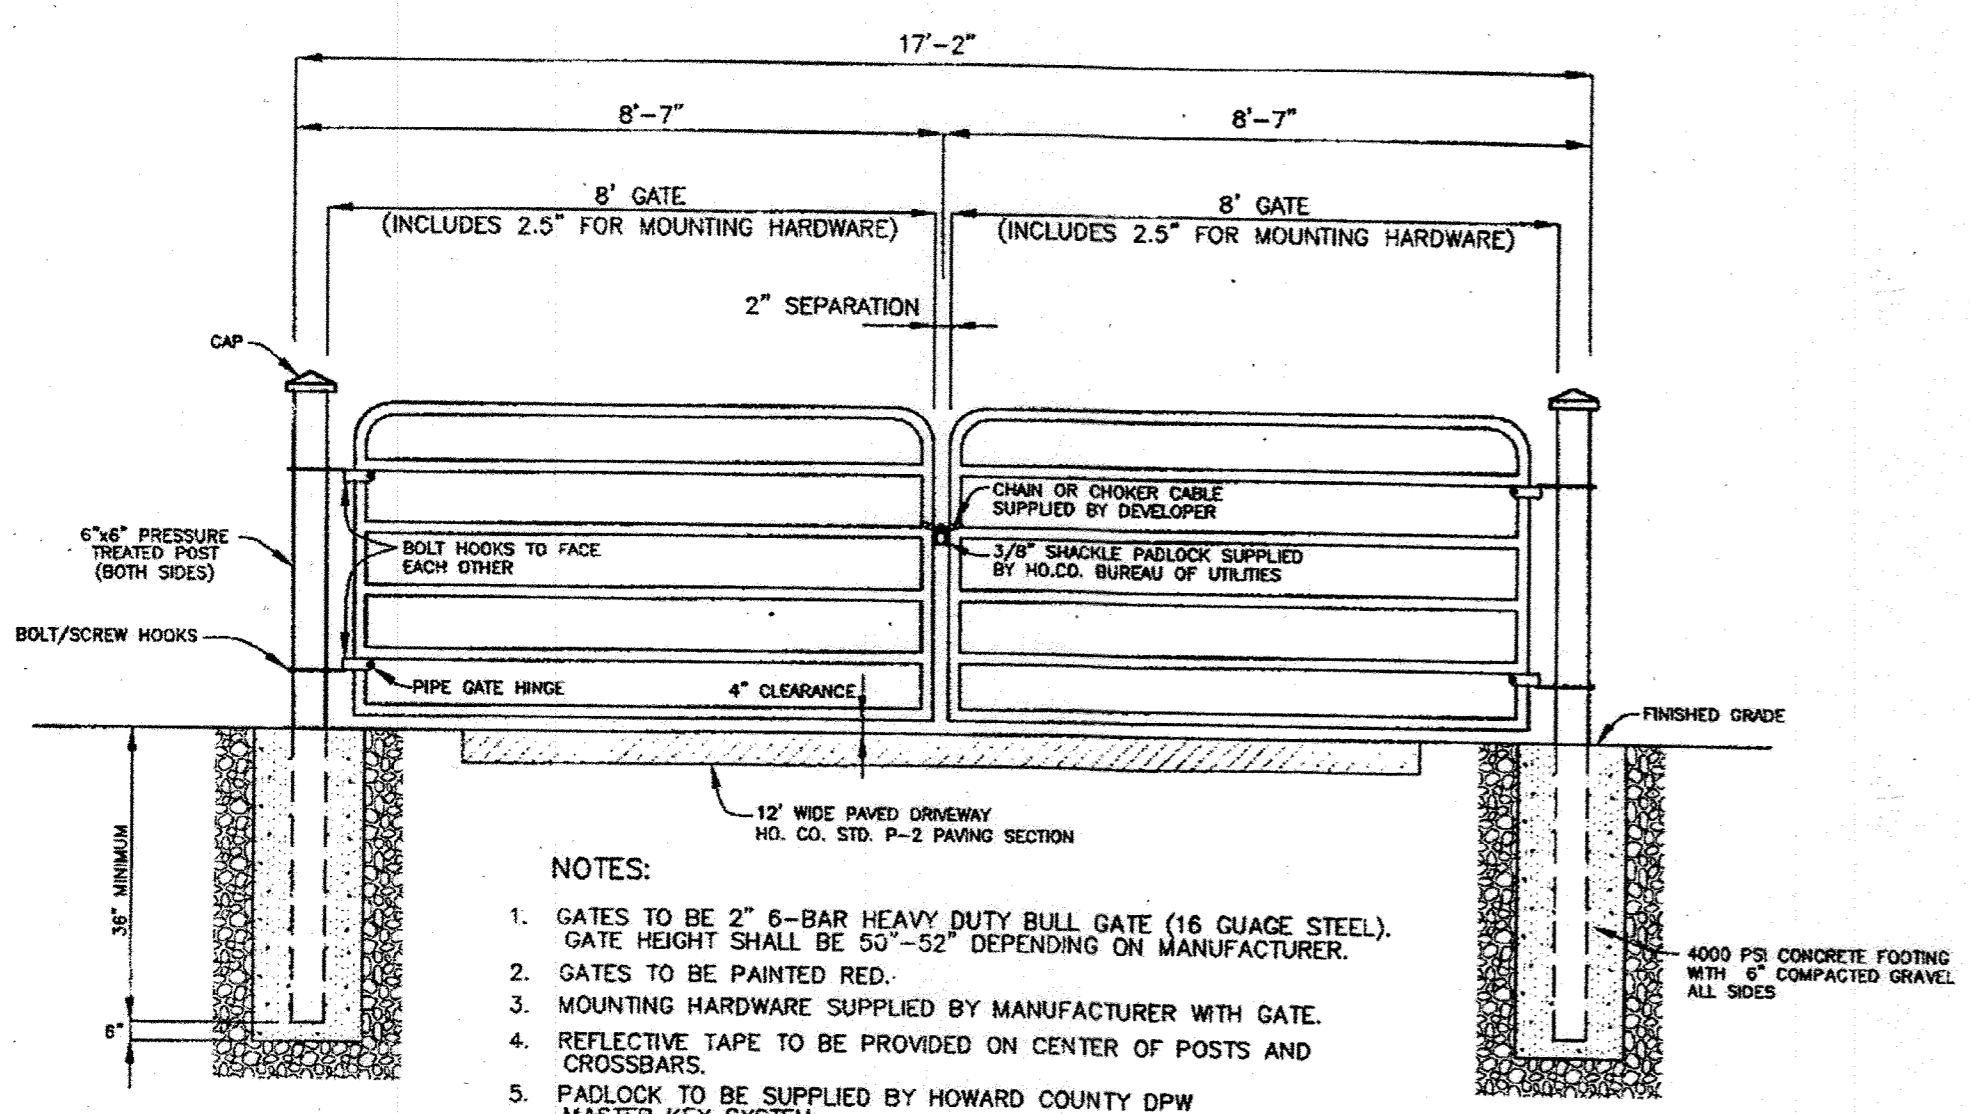 17'-2"
8'-7"
8'-7"
8' GATE
(INCLUDES 2.5" FOR MOUNTING HARDWARE)
8' GATE
(INCLUDES 2.5" FOR MOUNTING HARDWARE)
2" SEPARATION
CAP
CHAIN OR CHOKER CABLE
SUPPLIED BY DEVELOPER
6"x6" PRESSURE
TREATED POST
(BOTH SIDES)
BOLT HOOKS TO FACE
EACH OTHER
3/8" SHACKLE PADLOCK SUPPLIED
BY HO.CO. BUREAU OF UTILITIES
BOLT/SCREW HOOKS
PIPE GATE HINGE
4" CLEARANCE
FINISHED GRADE
12' WIDE PAVED DRIVEWAY
HO. CO. STD. P-2 PAVING SECTION
36" MINIMUM
6"
4000 PSI CONCRETE FOOTING
WITH 6" COMPACTED GRAVEL
ALL SIDES
NOTES:
1. GATES TO BE 2" 6-BAR HEAVY DUTY BULL GATE (16 GUAGE STEEL).
GATE HEIGHT SHALL BE 50"-52" DEPENDING ON MANUFACTURER.
2. GATES TO BE PAINTED RED.
3. MOUNTING HARDWARE SUPPLIED BY MANUFACTURER WITH GATE.
4. REFLECTIVE TAPE TO BE PROVIDED ON CENTER OF POSTS AND
CROSSBARS.
5. PADLOCK TO BE SUPPLIED BY HOWARD COUNTY DPW
MASTER KEY SYSTEM